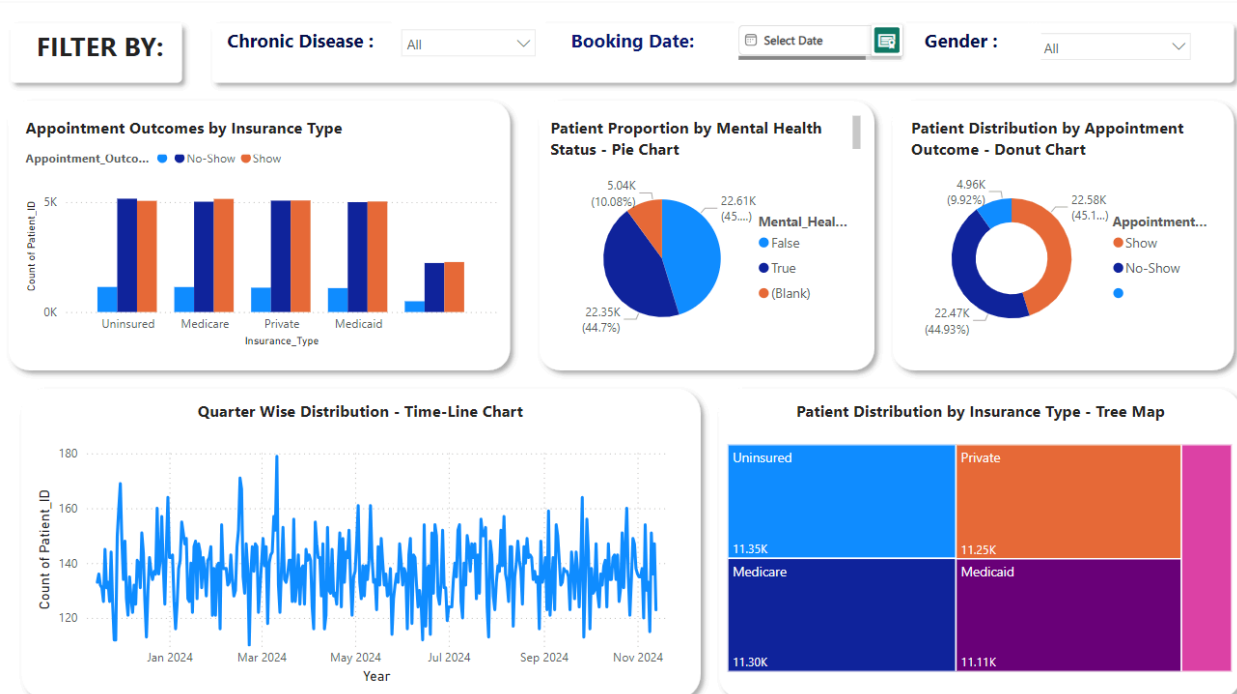 FILTER BY:
Chronic Disease :
All
Booking Date:
Select Date
Gender :
All
Appointment Outcomes by Insurance Type
Appointment_Outco...
No-Show
Show
5K
0K
Count of Patient_ID
Uninsured
Medicare
Private
Medicaid
Insurance_Type
Patient Proportion by Mental Health
Status - Pie Chart
5.04K
(10.08%)
22.61K
(45....)
22.35K
(44.7%)
Mental_Heal...
False
True
(Blank)
Patient Distribution by Appointment
Outcome - Donut Chart
4.96K
(9.92%)
22.58K
(45.1...)
22.47K
(44.93%)
Appointment...
Show
No-Show
Quarter Wise Distribution - Time-Line Chart
180
160
140
120
Count of Patient_ID
Jan 2024
Mar 2024
May 2024
Jul 2024
Sep 2024
Nov 2024
Year
Patient Distribution by Insurance Type - Tree Map
Uninsured
11.35K
Private
11.25K
Medicare
11.30K
Medicaid
11.11K